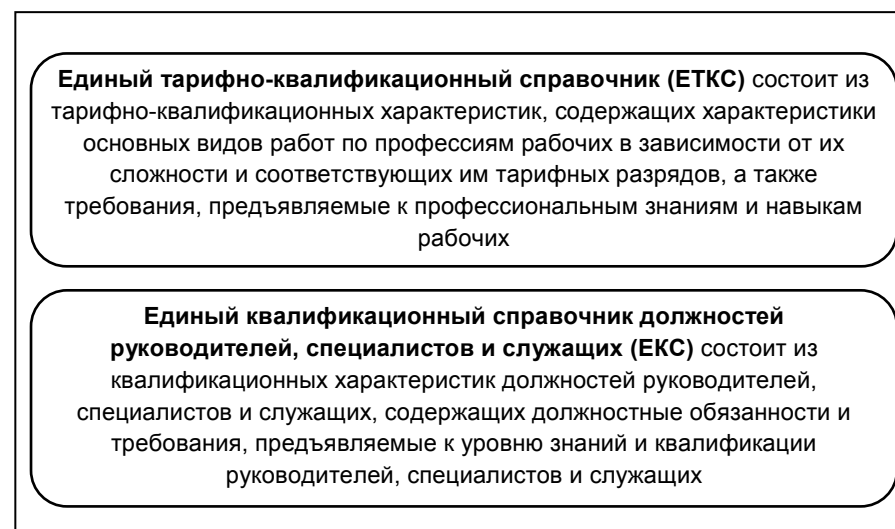 Единый тарифно-квалификационный справочник (ЕТКС) состоит из
тарифно-квалификационных характеристик, содержащих характеристики
основных видов работ по профессиям рабочих в зависимости от их
сложности и соответствующих им тарифных разрядов, а также
требования, предъявляемые к профессиональным знаниям и навыкам
рабочих
Единый квалификационный справочник должностей
руководителей, специалистов и служащих (ЕКС) состоит из
квалификационных характеристик должностей руководителей,
специалистов и служащих, содержащих должностные обязанности и
требования, предъявляемые к уровню знаний и квалификации
руководителей, специалистов и служащих